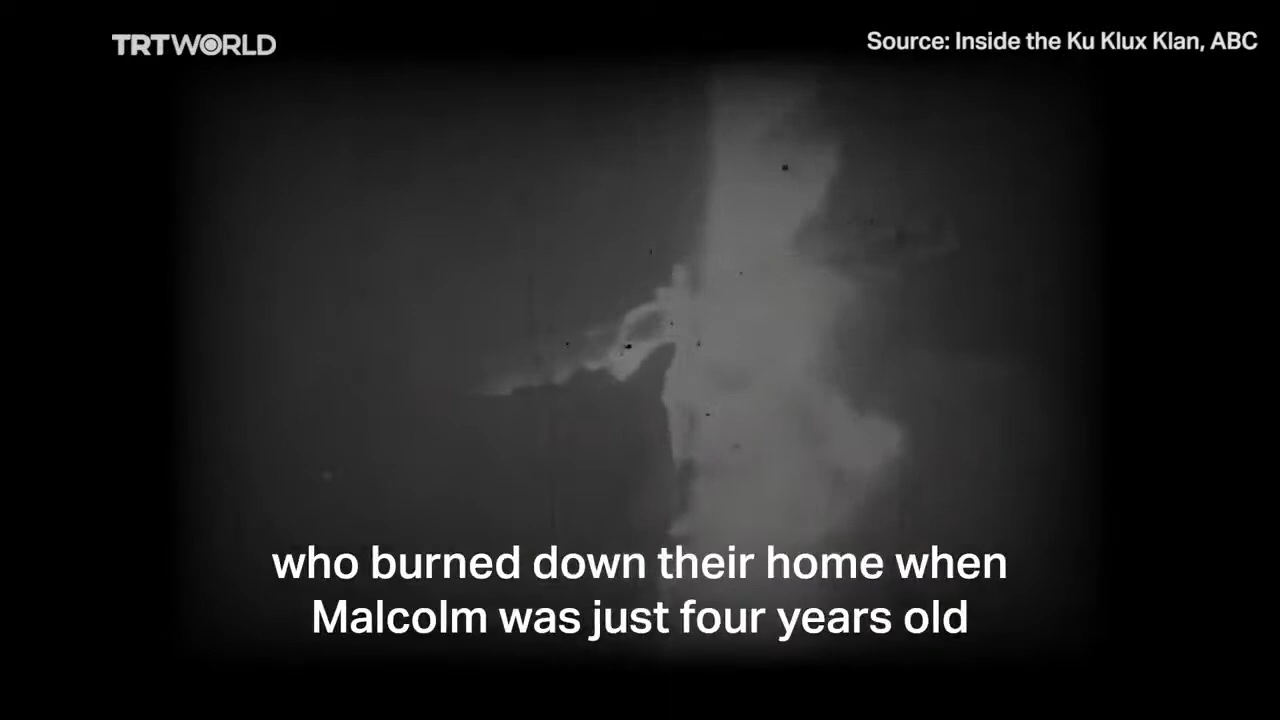 TRTWORLD
Source: Inside the Ku Klux Klan, ABC
who burned down their home when
Malcolm was just four years old